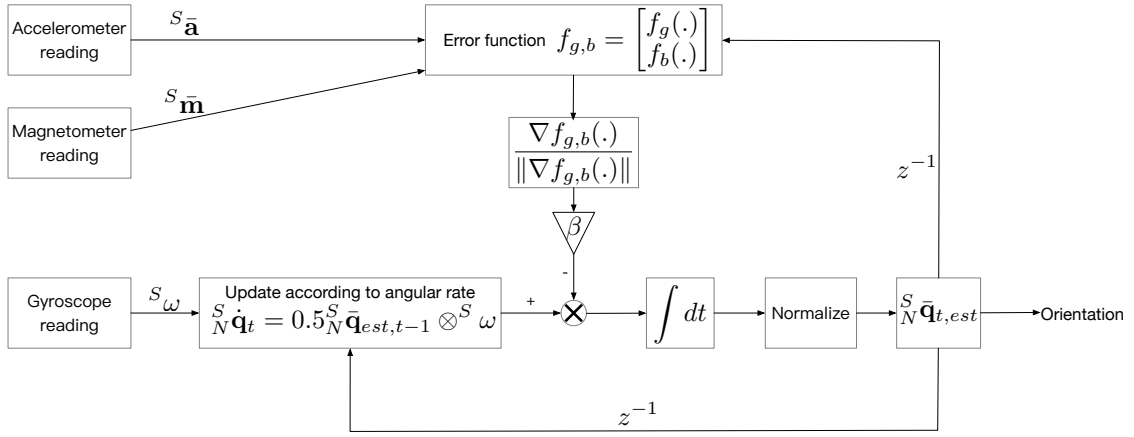 Accelerometer
reading
^S ā
Error function f_{g,b} = [f_g(.)
f_b(.)]
Magnetometer
reading
^S m̄
∇f_{g,b}(.)
‖∇f_{g,b}(.)‖
z^{-1}
β
-
Gyroscope
reading
^S ω
Update according to angular rate
^S_N q̇_t = 0.5 ^S_N q̄_{est,t-1} ⊗ ^S ω
+
∫ dt
Normalize
^S_N q̄_{t,est}
Orientation
z^{-1}